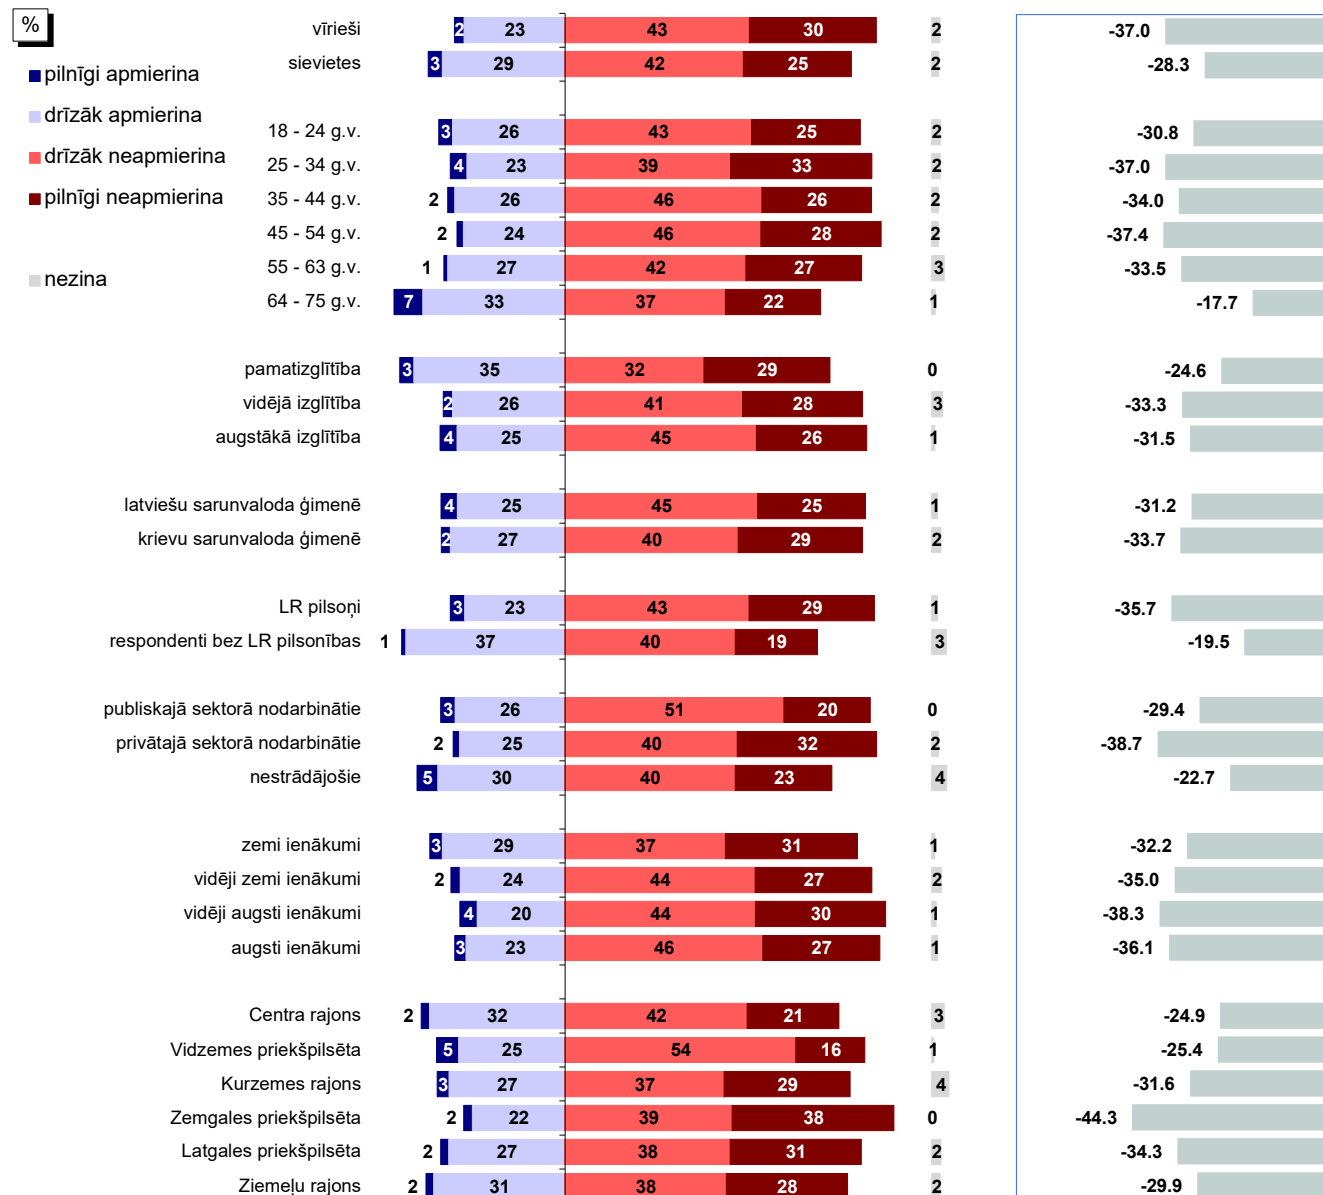 %
pilnīgi apmierina
drīzāk apmierina
drīzāk neapmierina
pilnīgi neapmierina
nezina
vīrieši 2 23 43 30 2 -37.0
sievietes 3 29 42 25 2 -28.3
18 - 24 g.v. 3 26 43 25 2 -30.8
25 - 34 g.v. 4 23 39 33 2 -37.0
35 - 44 g.v. 2 26 46 26 2 -34.0
45 - 54 g.v. 2 24 46 28 2 -37.4
55 - 63 g.v. 1 27 42 27 3 -33.5
64 - 75 g.v. 7 33 37 22 1 -17.7
pamatizglītība 3 35 32 29 0 -24.6
vidējā izglītība 2 26 41 28 3 -33.3
augstākā izglītība 4 25 45 26 1 -31.5
latviešu sarunvaloda ģimenē 4 25 45 25 1 -31.2
krievu sarunvaloda ģimenē 2 27 40 29 2 -33.7
LR pilsoņi 3 23 43 29 1 -35.7
respondenti bez LR pilsonības 1 37 40 19 3 -19.5
publiskajā sektorā nodarbinātie 3 26 51 20 0 -29.4
privātajā sektorā nodarbinātie 2 25 40 32 2 -38.7
nestrādājošie 5 30 40 23 4 -22.7
zemi ienākumi 3 29 37 31 1 -32.2
vidēji zemi ienākumi 2 24 44 27 2 -35.0
vidēji augsti ienākumi 4 20 44 30 1 -38.3
augsti ienākumi 3 23 46 27 1 -36.1
Centra rajons 2 32 42 21 3 -24.9
Vidzemes priekšpilsēta 5 25 54 16 1 -25.4
Kurzemes rajons 3 27 37 29 4 -31.6
Zemgales priekšpilsēta 2 22 39 38 0 -44.3
Latgales priekšpilsēta 2 27 38 31 2 -34.3
Ziemeļu rajons 2 31 38 28 2 -29.9